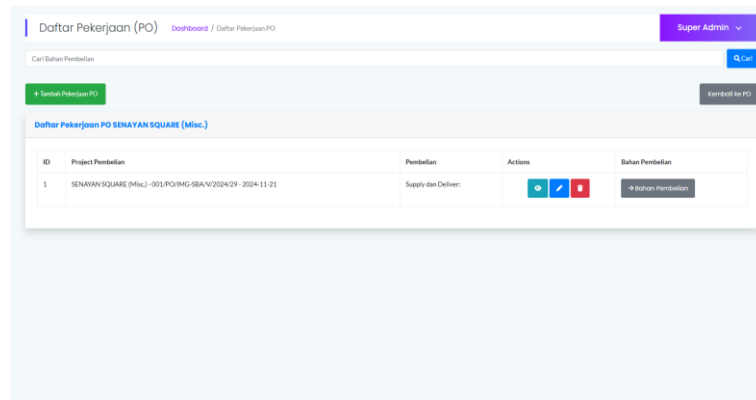 Daftar Pekerjaan (PO) Dashboard / Daftar Pekerjaan PO Super Admin
Cari Bahan Pembelian Cari
+ Tambah Pekerjaan PO Kembali ke PO
Daftar Pekerjaan PO SENAYAN SQUARE (Misc.)
ID Project Pembelian Pembelian Actions Bahan Pembelian
1 SENAYAN SQUARE (Misc.) - 001/PO/IMG-SBA/V/2024/29 - 2024-11-21 Supply dan Deliver: → Bahan Pembelian